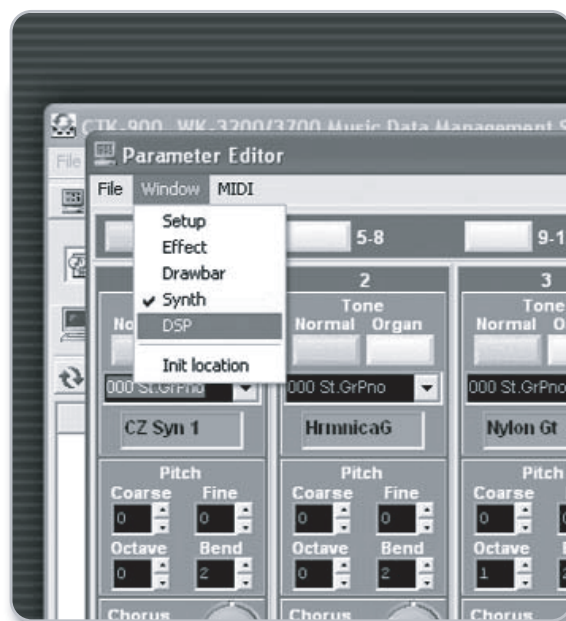 CTK-900 WK-3200/3700 Music Data Management S
File
Parameter Editor
File Window MIDI
Setup
Effect
Drawbar
Synth
DSP
Init location
5-8
9-1
2
3
Tone
Tone
No
Normal Organ
Normal O
000 St.GrPno
000 St.GrPno
000 St.GrPno
CZ Syn 1
HrmnicaG
Nylon Gt
Pitch
Pitch
Pitch
Coarse Fine
Coarse Fine
Coarse
0 0
0 0
0
Octave Bend
Octave Bend
Octave
0 2
0 2
1
Chorus
Chorus
Chorus